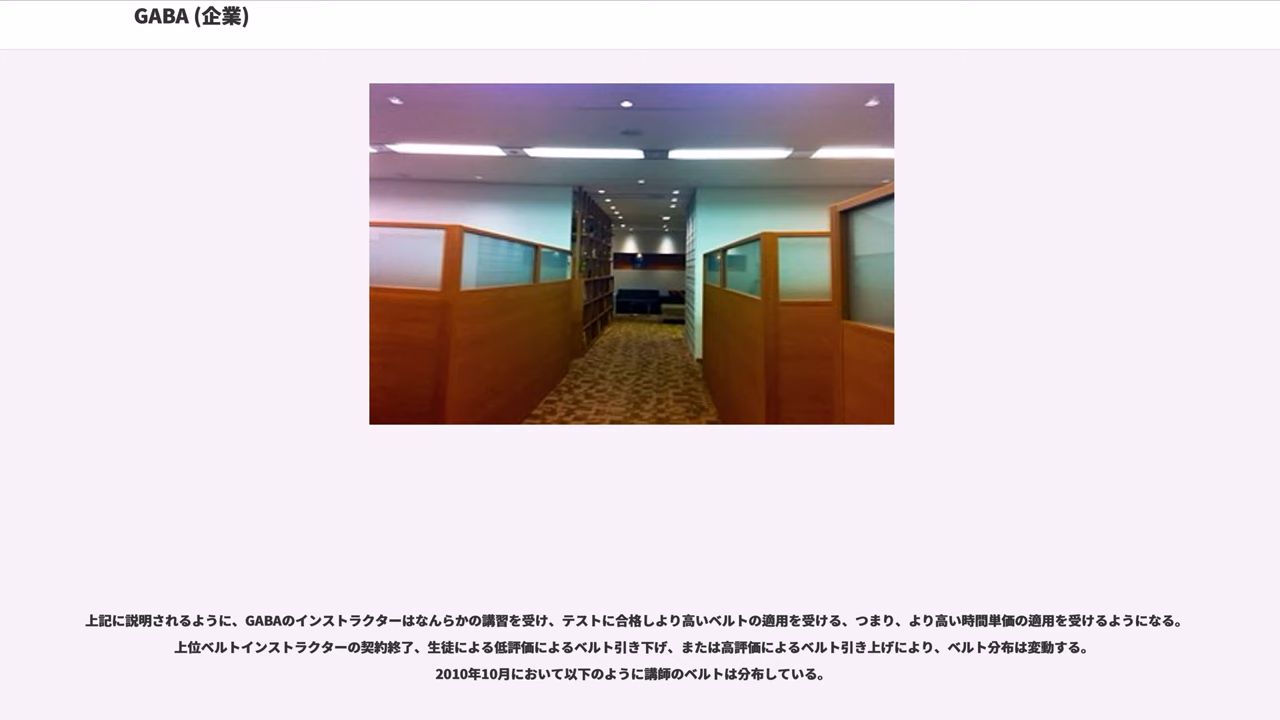 GABA (企業)
上記に説明されるように、GABAのインストラクターはなんらかの講習を受け、テストに合格しより高いベルトの適用を受ける、つまり、より高い時間単価の適用を受けるようになる。
上位ベルトインストラクターの契約終了、生徒による低評価によるベルト引き下げ、または高評価によるベルト引き上げにより、ベルト分布は変動する。
2010年10月において以下のように講師のベルトは分布している。